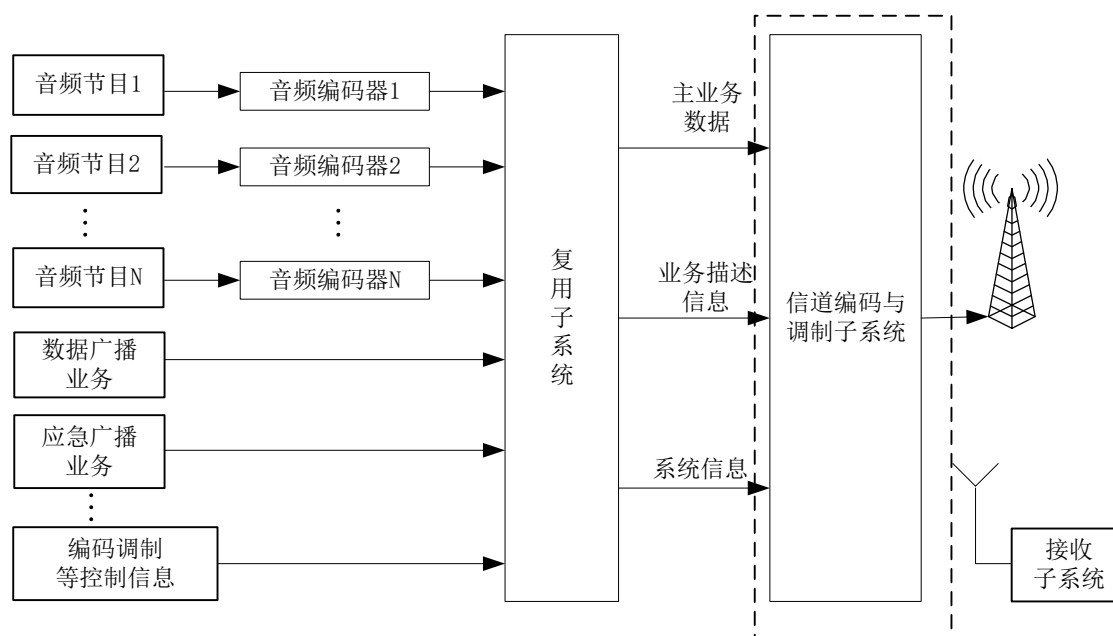 音频节目1
音频编码器1
音频节目2
音频编码器2
音频节目N
音频编码器N
数据广播
业务
应急广播
业务
编码调制
等控制信息
复
用
子
系
统
主业务
数据
业务描述
信息
系统信息
信道编码与
调制子系统
接收
子系统